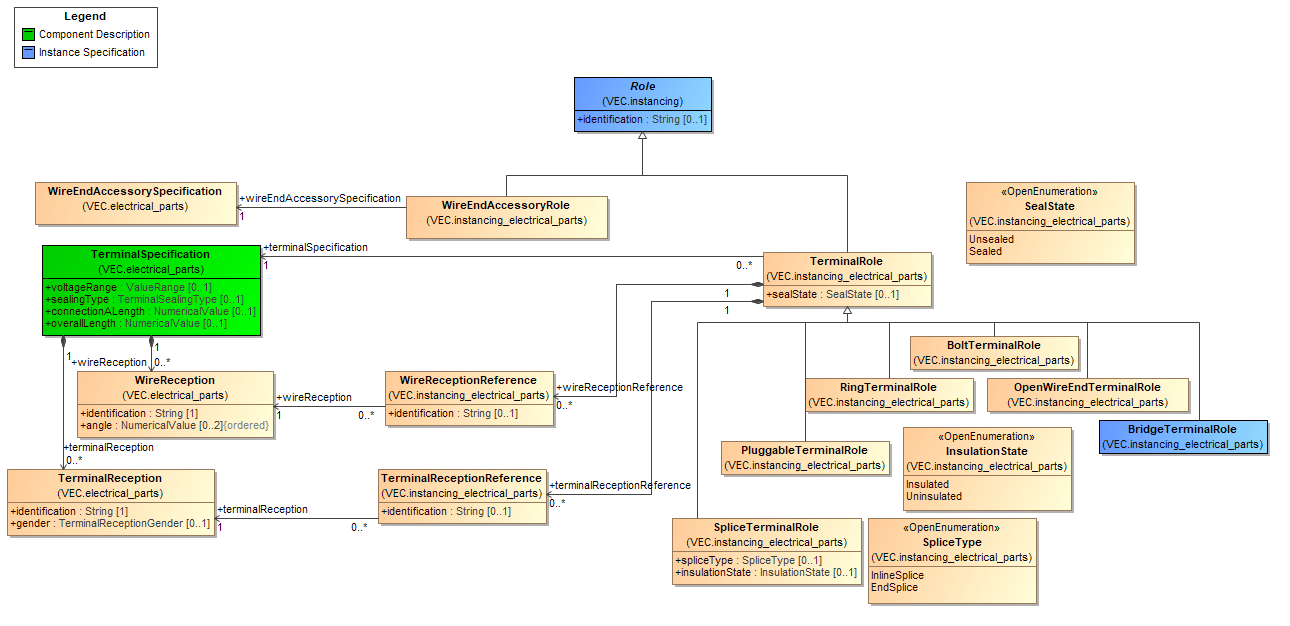 Legend
Component Description
Instance Specification
Role
(VEC.instancing)
+identification : String [0..1]
WireEndAccessorySpecification
(VEC.electrical_parts)
+wireEndAccessorySpecification
1
WireEndAccessoryRole
(VEC.instancing_electrical_parts)
«OpenEnumeration»
SealState
(VEC.instancing_electrical_parts)
Unsealed
Sealed
TerminalSpecification
(VEC.electrical_parts)
+voltageRange : ValueRange [0..1]
+sealingType : TerminalSealingType [0..1]
+connectionALength : NumericalValue [0..1]
+overallLength : NumericalValue [0..1]
+terminalSpecification
1
0..*
TerminalRole
(VEC.instancing_electrical_parts)
+sealState : SealState [0..1]
1
1
1
+wireReception
1
0..*
WireReception
(VEC.electrical_parts)
+identification : String [1]
+angle : NumericalValue [0..2]{ordered}
+wireReception
1
0..*
WireReceptionReference
(VEC.instancing_electrical_parts)
+identification : String [0..1]
+wireReceptionReference
0..*
BoltTerminalRole
(VEC.instancing_electrical_parts)
RingTerminalRole
(VEC.instancing_electrical_parts)
OpenWireEndTerminalRole
(VEC.instancing_electrical_parts)
BridgeTerminalRole
(VEC.instancing_electrical_parts)
PluggableTerminalRole
(VEC.instancing_electrical_parts)
«OpenEnumeration»
InsulationState
(VEC.instancing_electrical_parts)
Insulated
Uninsulated
+terminalReception
0..*
TerminalReception
(VEC.electrical_parts)
+identification : String [1]
+gender : TerminalReceptionGender [0..1]
+terminalReception
1
0..*
TerminalReceptionReference
(VEC.instancing_electrical_parts)
+identification : String [0..1]
+terminalReceptionReference
0..*
SpliceTerminalRole
(VEC.instancing_electrical_parts)
+spliceType : SpliceType [0..1]
+insulationState : InsulationState [0..1]
«OpenEnumeration»
SpliceType
(VEC.instancing_electrical_parts)
InlineSplice
EndSplice